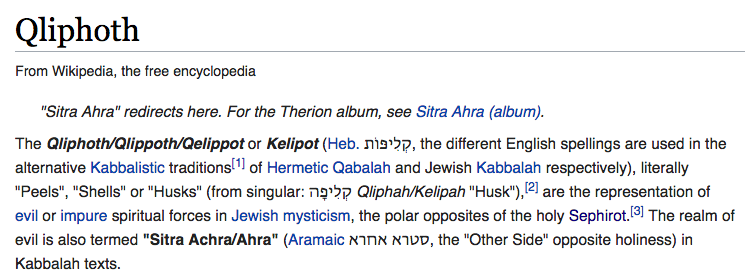 Qliphoth
From Wikipedia, the free encyclopedia
"Sitra Ahra" redirects here. For the Therion album, see Sitra Ahra (album).
The Qliphoth/Qlippoth/Qelippot or Kelipot (Heb. קְלִיפּוֹת, the different English spellings are used in the
alternative Kabbalistic traditions[1] of Hermetic Qabalah and Jewish Kabbalah respectively), literally
"Peels", "Shells" or "Husks" (from singular: קְלִיפָּה Qliphah/Kelipah "Husk"),[2] are the representation of
evil or impure spiritual forces in Jewish mysticism, the polar opposites of the holy Sephirot.[3] The realm of
evil is also termed "Sitra Achra/Ahra" (Aramaic סטרא אחרא, the "Other Side" opposite holiness) in
Kabbalah texts.